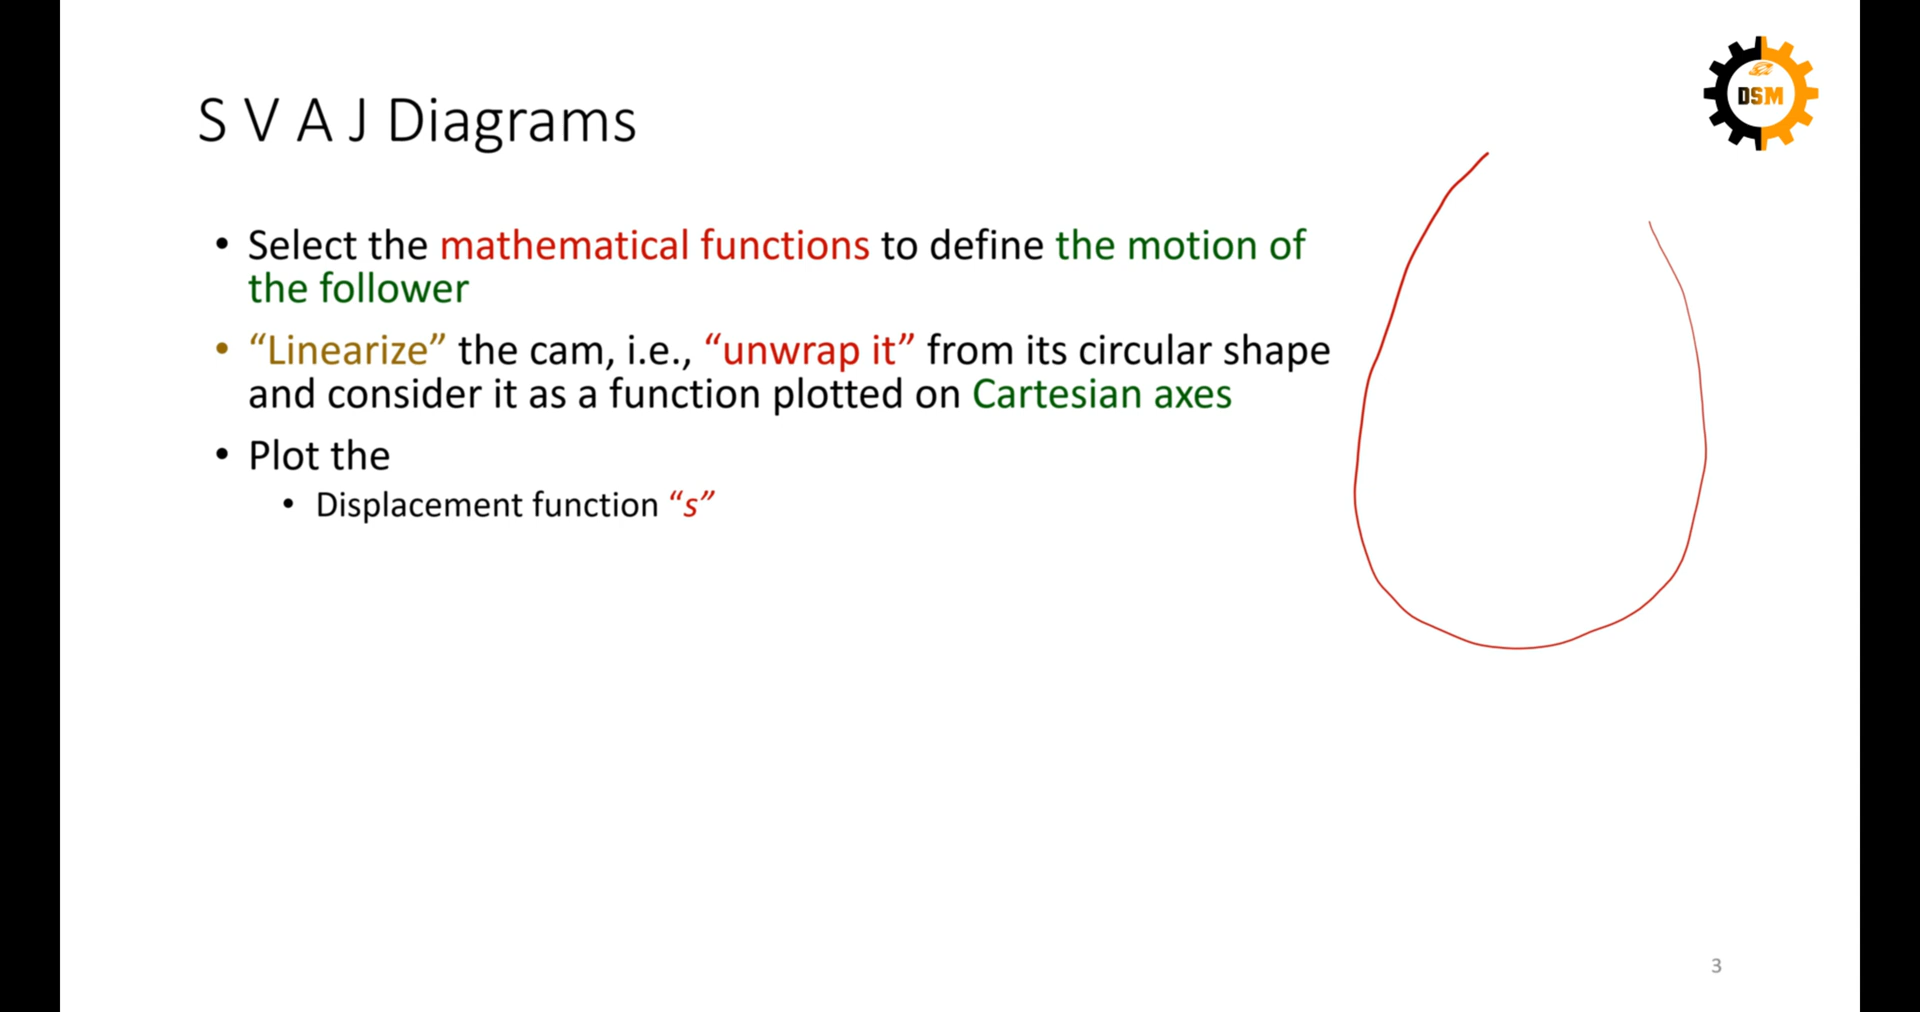 S V A J Diagrams
DSM
• Select the mathematical functions to define the motion of
the follower
• “Linearize” the cam, i.e., “unwrap it” from its circular shape
and consider it as a function plotted on Cartesian axes
• Plot the
• Displacement function “s”
3